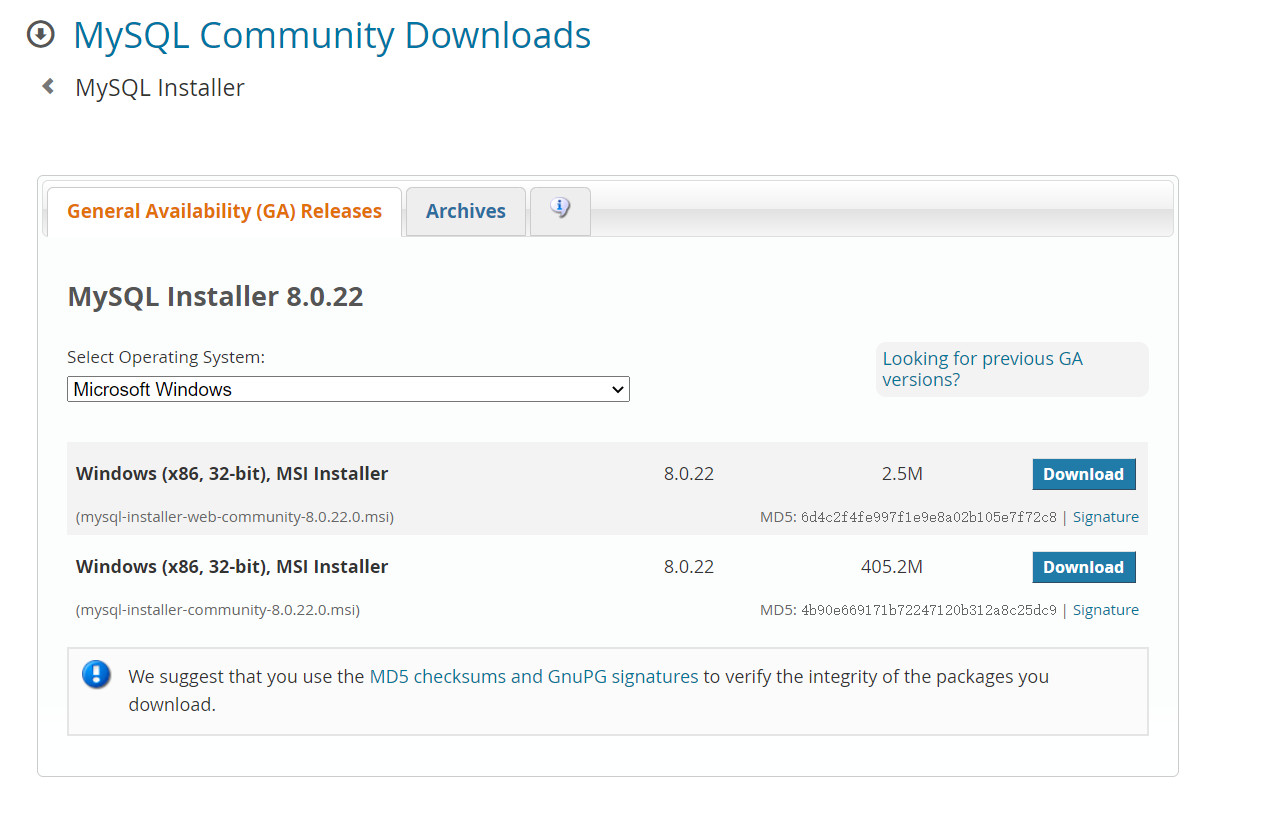 MySQL Community Downloads
MySQL Installer
General Availability (GA) Releases
Archives
MySQL Installer 8.0.22
Select Operating System:
Looking for previous GA
versions?
Microsoft Windows
Windows (x86, 32-bit), MSI Installer 8.0.22 2.5M Download
(mysql-installer-web-community-8.0.22.0.msi) MD5: 6d4c2f4fe997f1e9e8a02b105e7f72c8 | Signature
Windows (x86, 32-bit), MSI Installer 8.0.22 405.2M Download
(mysql-installer-community-8.0.22.0.msi) MD5: 4b90e669171b72247120b312a8c25dc9 | Signature
We suggest that you use the MD5 checksums and GnuPG signatures to verify the integrity of the packages you
download.